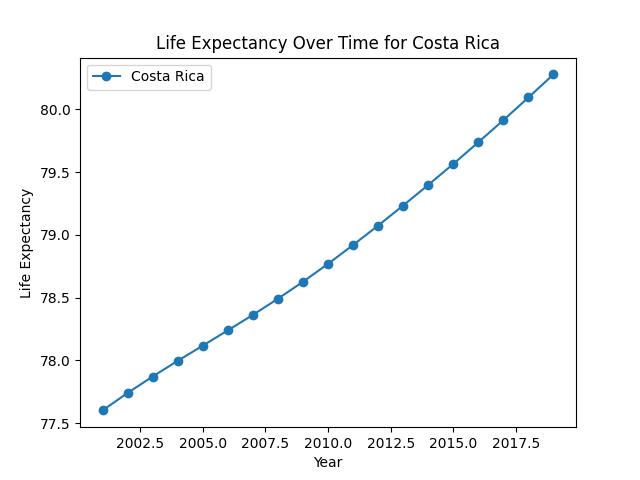 Life Expectancy Over Time for Costa Rica
Costa Rica
Life Expectancy
80.0
79.5
79.0
78.5
78.0
77.5
2002.5 2005.0 2007.5 2010.0 2012.5 2015.0 2017.5
Year